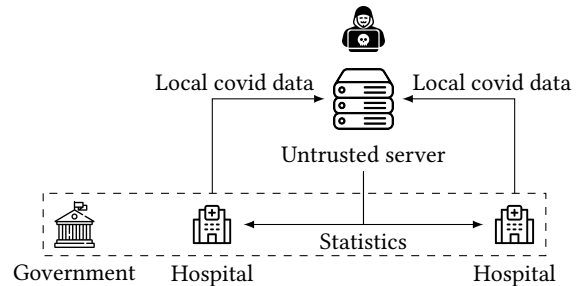 Local covid data
Local covid data
Untrusted server
Statistics
Government
Hospital
Hospital